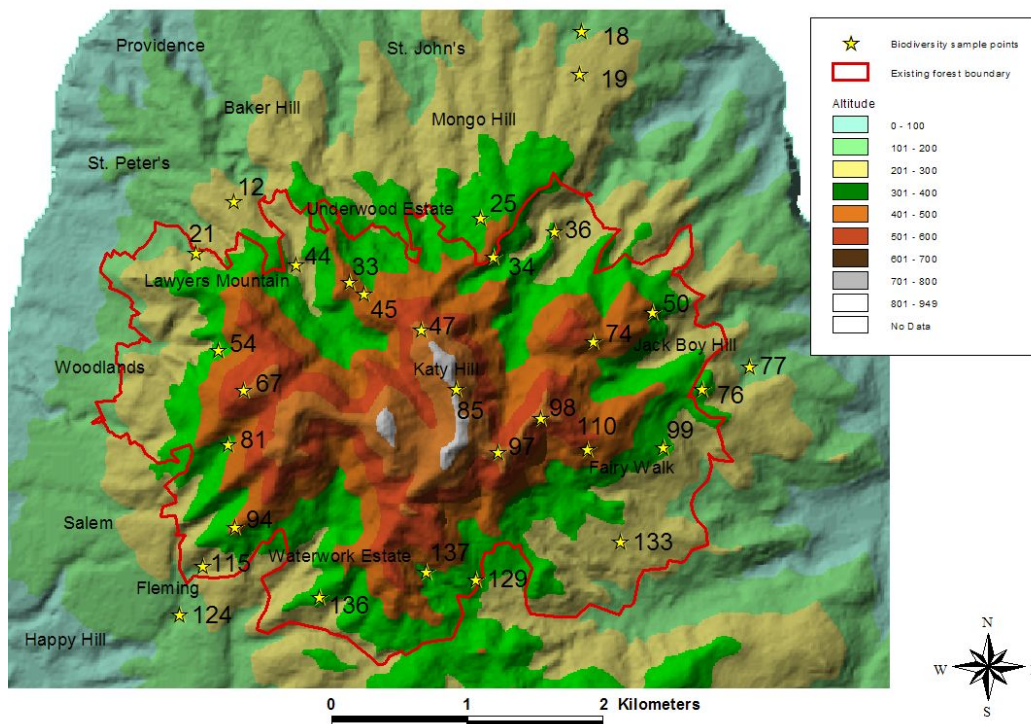 Providence
St. John's
18
19
Baker Hill
Mongo Hill
St. Peter's
12
Underwood Estate
25
36
21
44
34
Lawyers Mountain
33
45
50
47
74
Jack Boy Hill
54
Woodlands
Katy Hill
77
67
76
85
98
81
110
99
97
Fairy Walk
94
Salem
133
Waterwork Estate
137
115
129
Fleming
136
124
Happy Hill
Biodiversity sample points
Existing forest boundary
Altitude
0 - 100
101 - 200
201 - 300
301 - 400
401 - 500
501 - 600
601 - 700
701 - 800
801 - 949
No Data
N
W
S
0 1 2 Kilometers